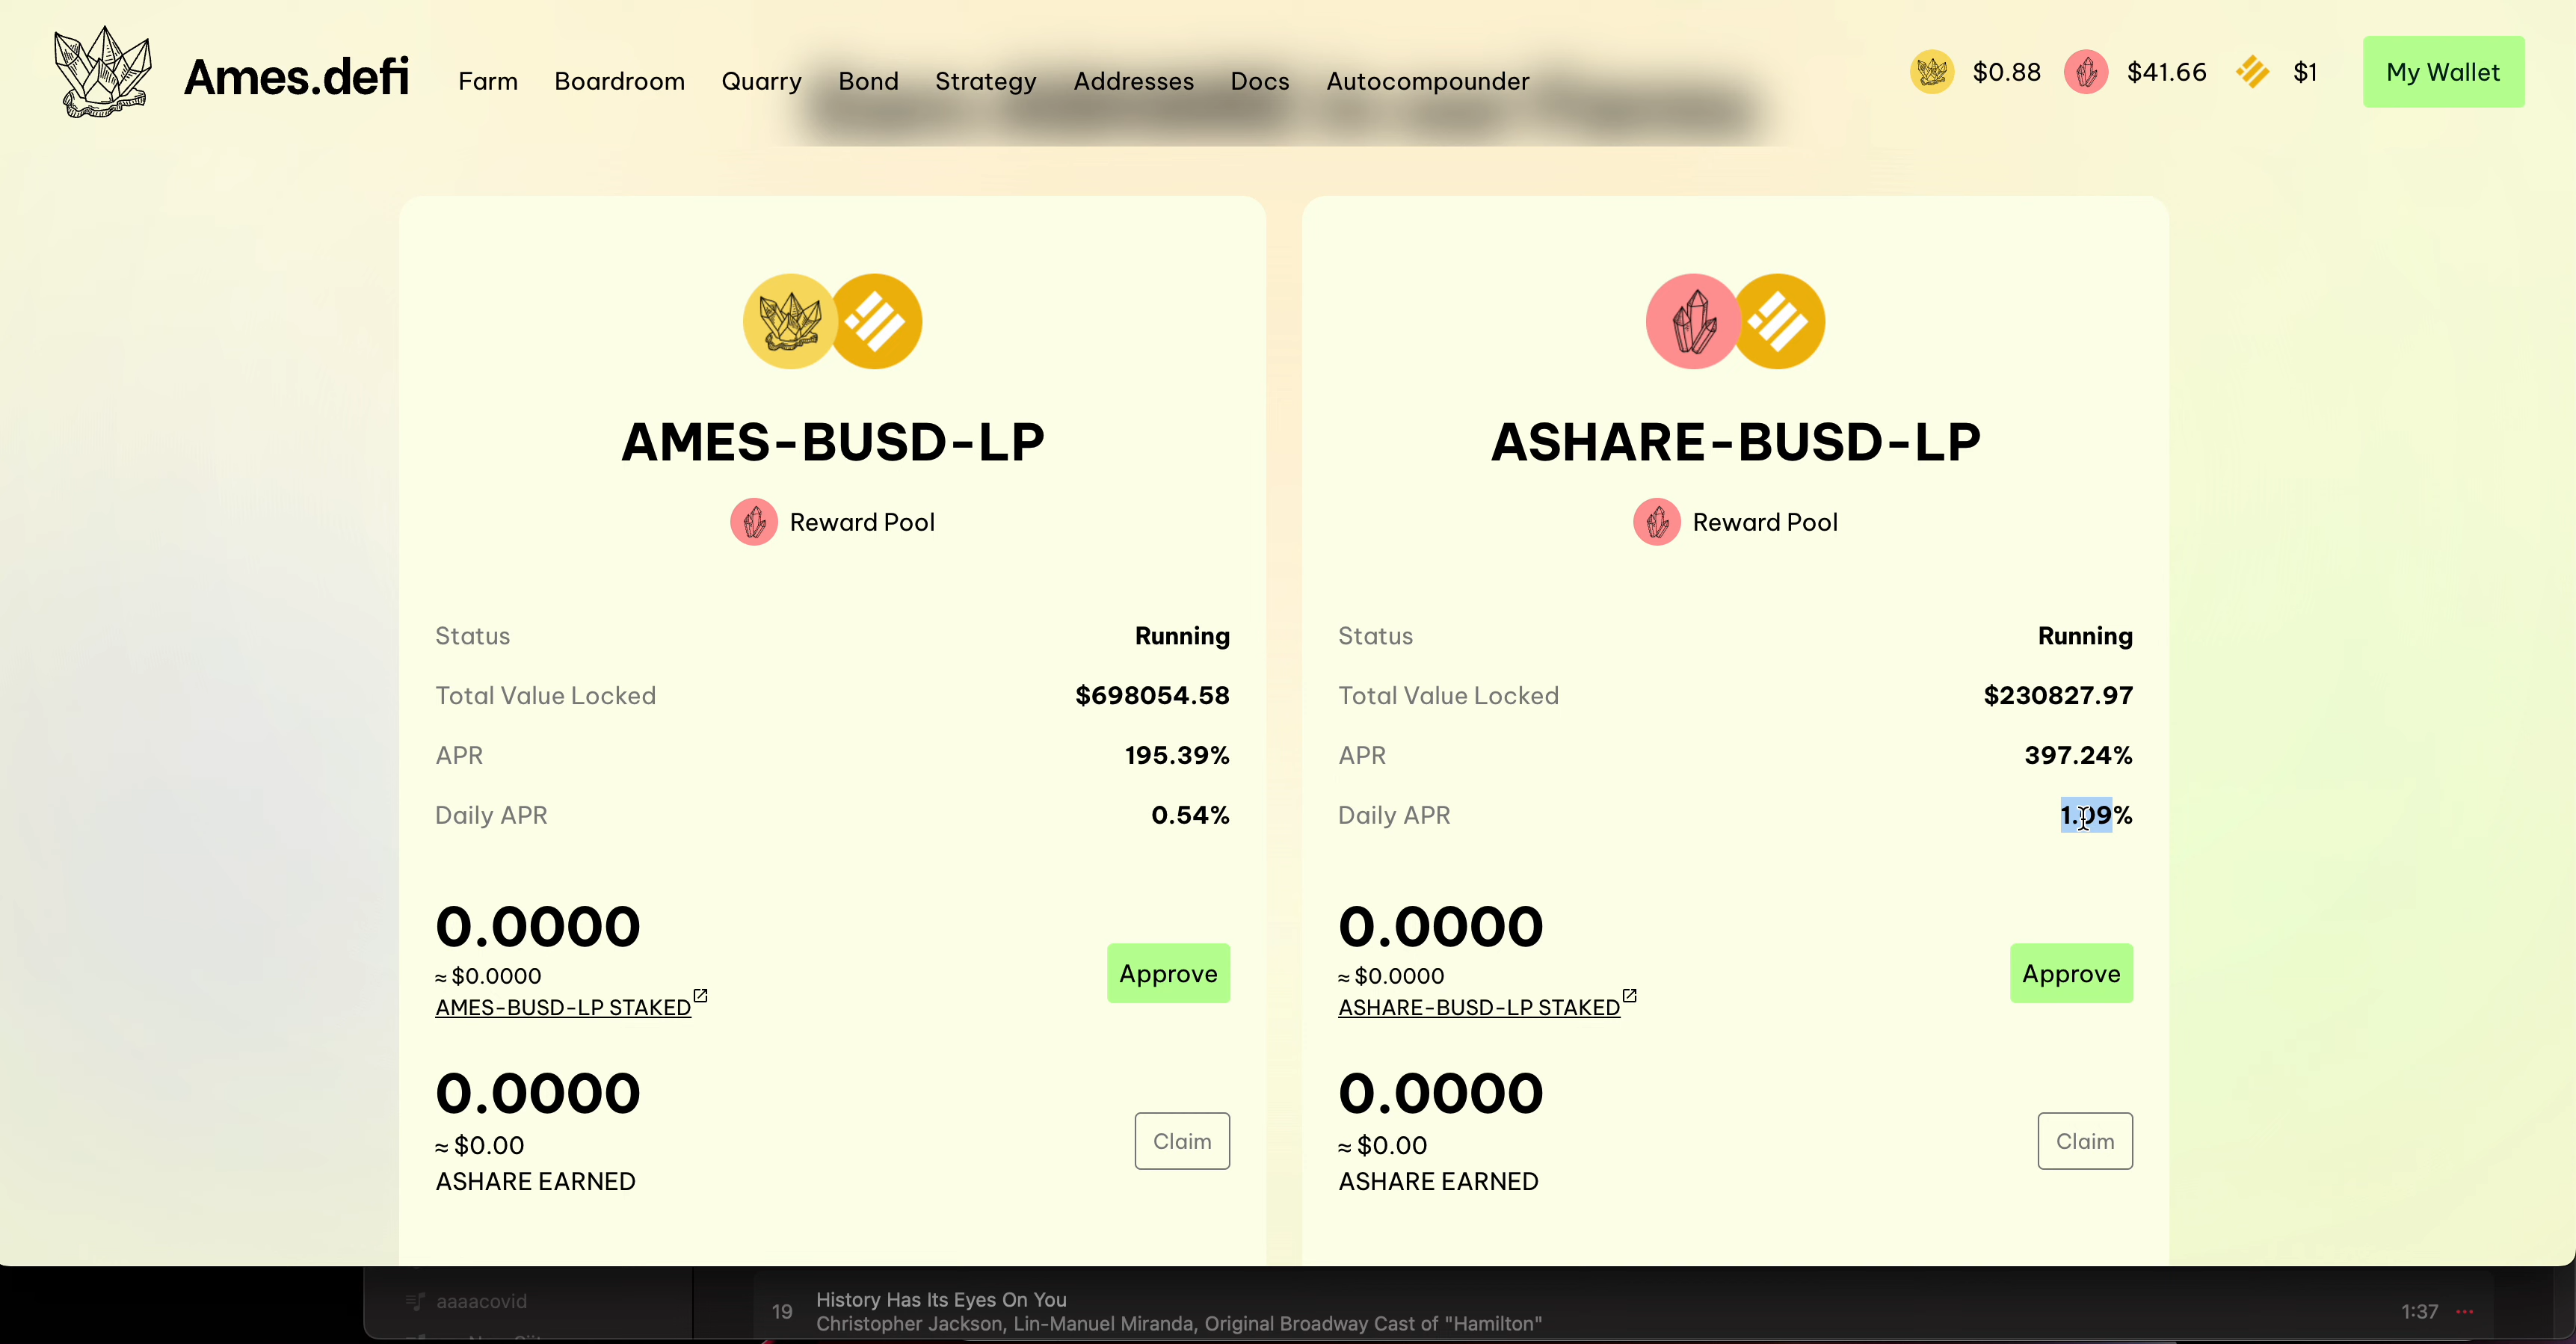 Ames.defi
Farm Boardroom Quarry Bond Strategy Addresses Docs Autocompounder
$0.88 $41.66 $1 My Wallet
AMES-BUSD-LP
Reward Pool
Status Running
Total Value Locked $698054.58
APR 195.39%
Daily APR 0.54%
0.0000
≈ $0.0000
AMES-BUSD-LP STAKED
Approve
0.0000
≈ $0.00
ASHARE EARNED
Claim
ASHARE-BUSD-LP
Reward Pool
Status Running
Total Value Locked $230827.97
APR 397.24%
Daily APR 1.09%
0.0000
≈ $0.0000
ASHARE-BUSD-LP STAKED
Approve
0.0000
≈ $0.00
ASHARE EARNED
Claim
aaaacovid
19 History Has Its Eyes On You 1:37
Christopher Jackson, Lin-Manuel Miranda, Original Broadway Cast of "Hamilton"